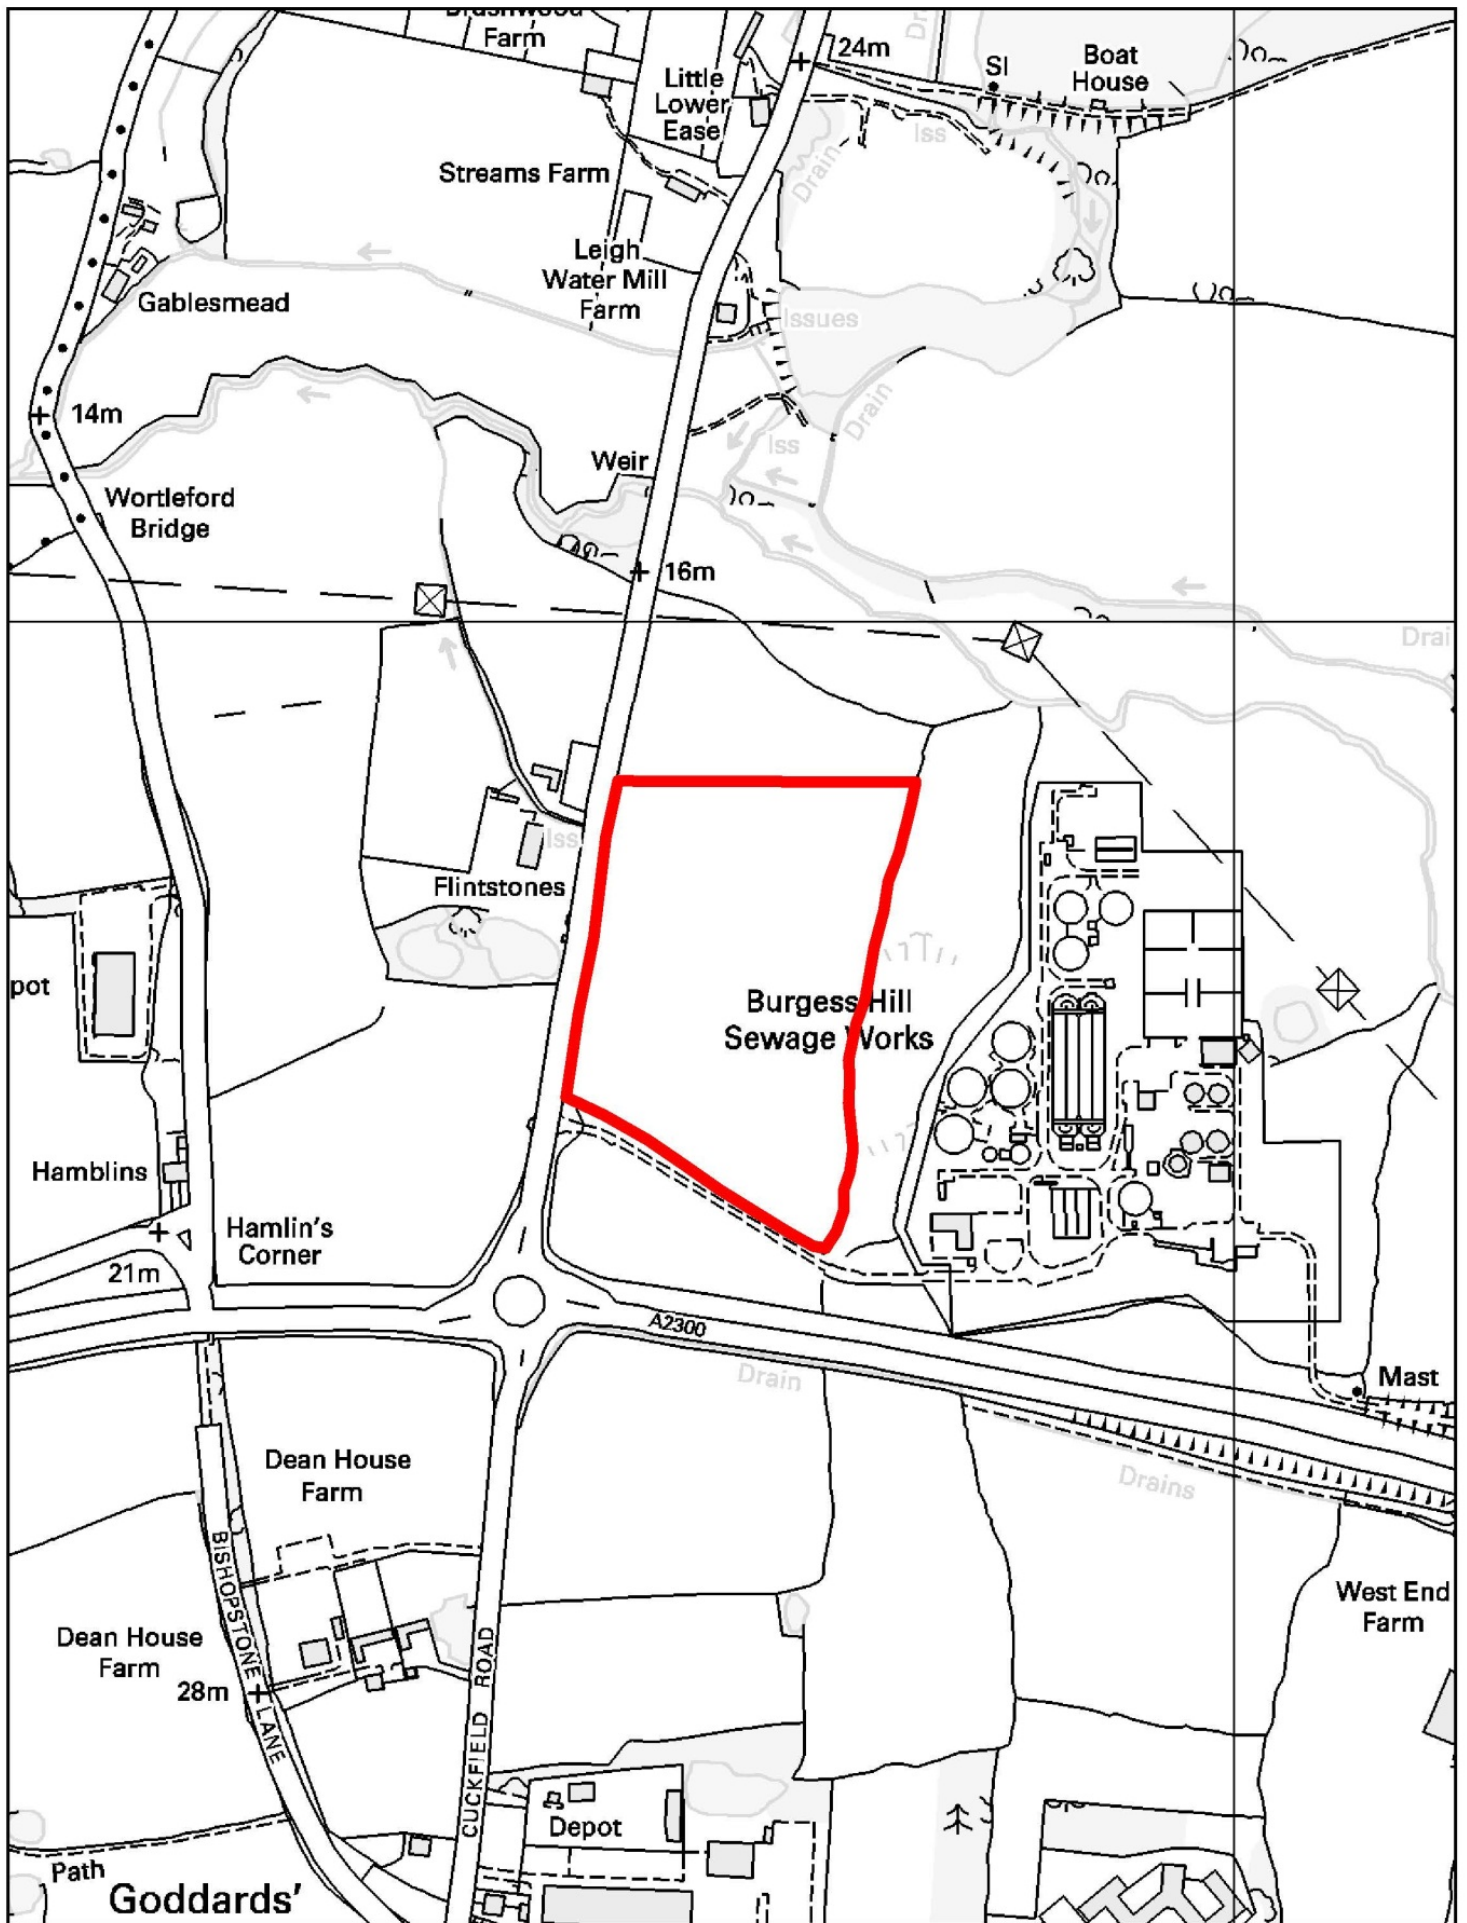 Farm
24m
SI
Boat
House
Little
Lower
Ease
Drain
Iss
Streams Farm
Leigh
Water Mill
Farm
Gablesmead
Issues
14m
Drain
Iss
Weir
Wortleford
Bridge
16m
Drai
Iss
Flintstones
pot
Burgess Hill
Sewage Works
Hamblins
Hamlin's
Corner
21m
A2300
Drain
Mast
Dean House
Farm
Drains
BISHOPSTONE LANE
West End
Farm
Dean House
Farm
28m
CUCKFIELD ROAD
Depot
Path
Goddards'